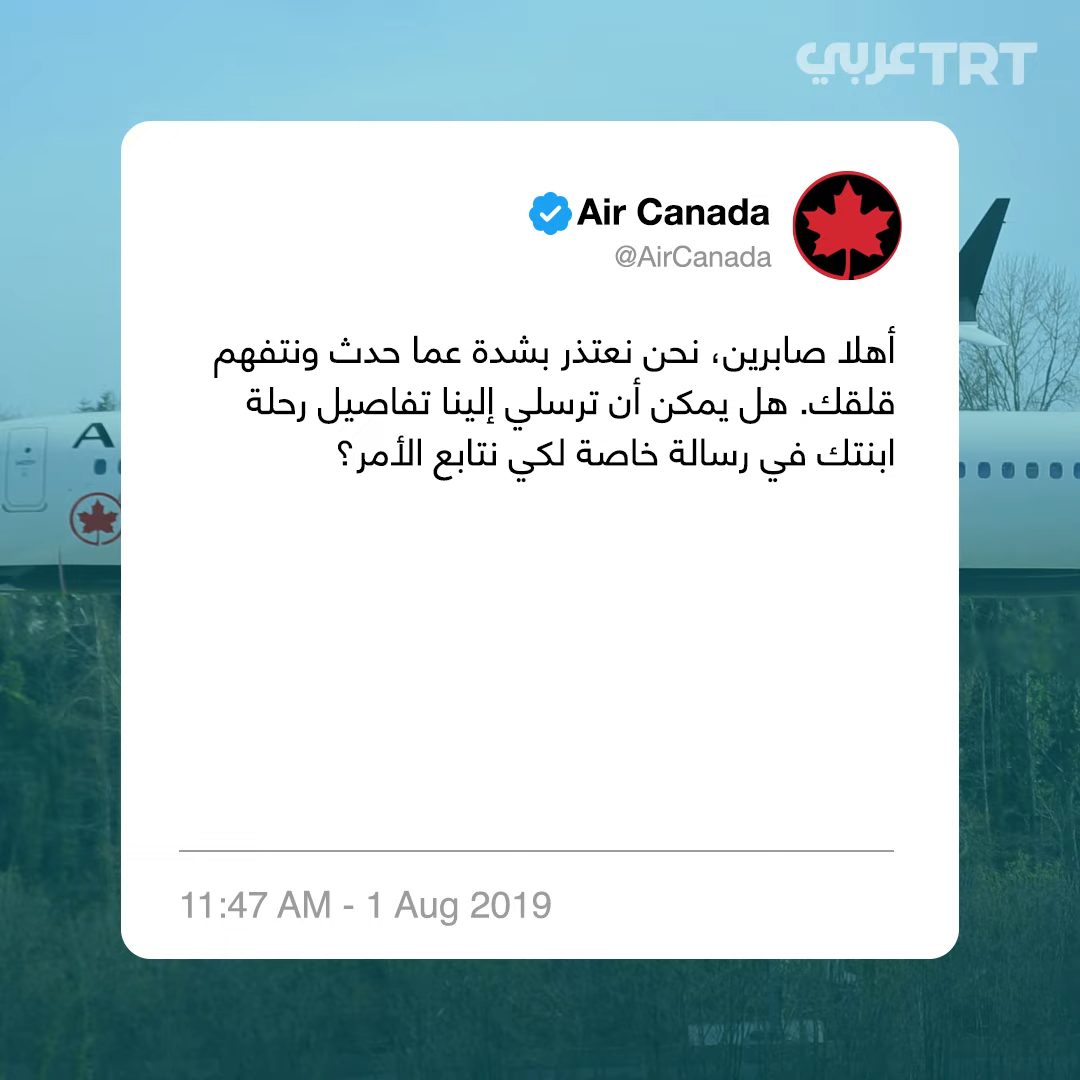 TRT عربي
Air Canada
@AirCanada
أهلا صابرين، نحن نعتذر بشدة عما حدث ونتفهم
قلقك. هل يمكن أن ترسلي إلينا تفاصيل رحلة
ابنتك في رسالة خاصة لكي نتابع الأمر؟
A
11:47 AM - 1 Aug 2019